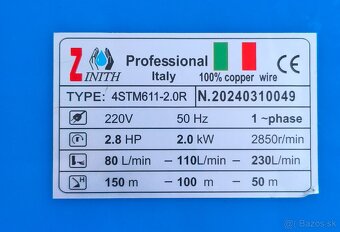 ZINITH Professional
Italy 100% copper wire CE
TYPE: 4STM611-2.0R N.20240310049
220V 50 Hz 1~phase
2.8 HP 2.0 kW 2850r/min
80 L/min – 110L/min – 230L/min
150 m – 100 m – 50 m
© Bazos.sk